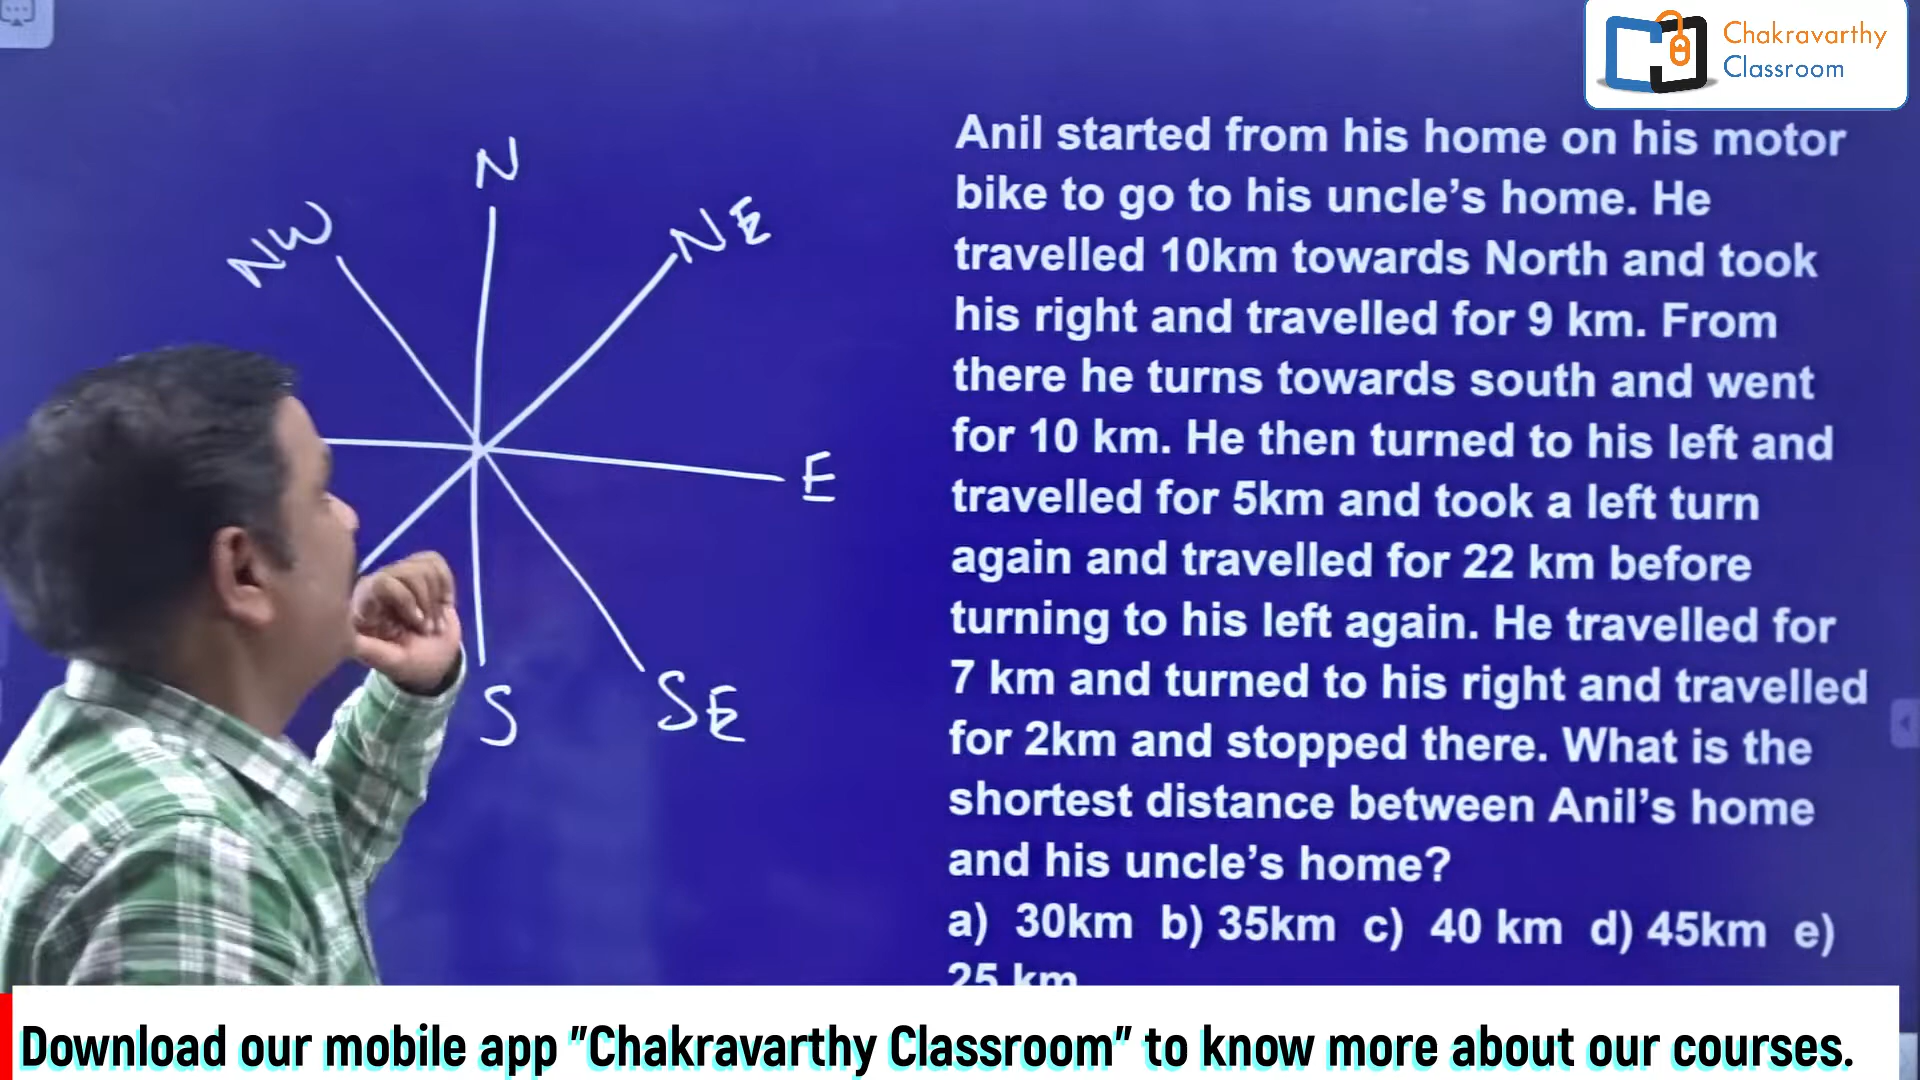 Chakravarthy
Classroom
Anil started from his home on his motor
bike to go to his uncle’s home. He
travelled 10km towards North and took
his right and travelled for 9 km. From
there he turns towards south and went
for 10 km. He then turned to his left and
travelled for 5km and took a left turn
again and travelled for 22 km before
turning to his left again. He travelled for
7 km and turned to his right and travelled
for 2km and stopped there. What is the
shortest distance between Anil’s home
and his uncle’s home?
a) 30km b) 35km c) 40 km d) 45km e)
25 km
N
NW
NE
E
S
SE
Download our mobile app "Chakravarthy Classroom" to know more about our courses.